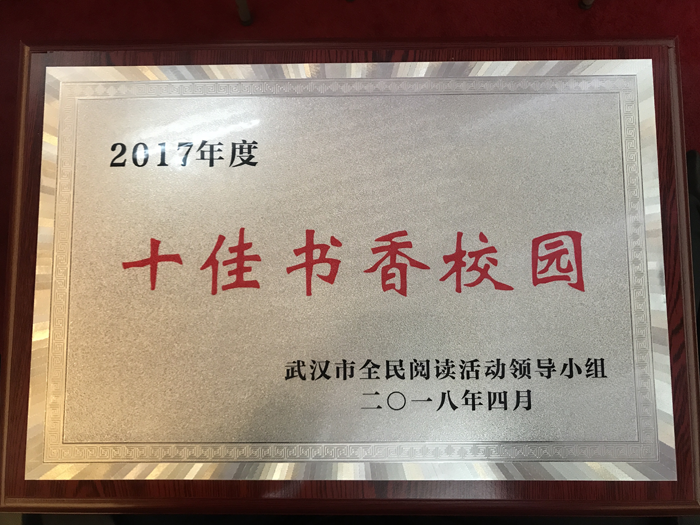 2017年度
十佳书香校园
武汉市全民阅读活动领导小组
二〇一八年四月